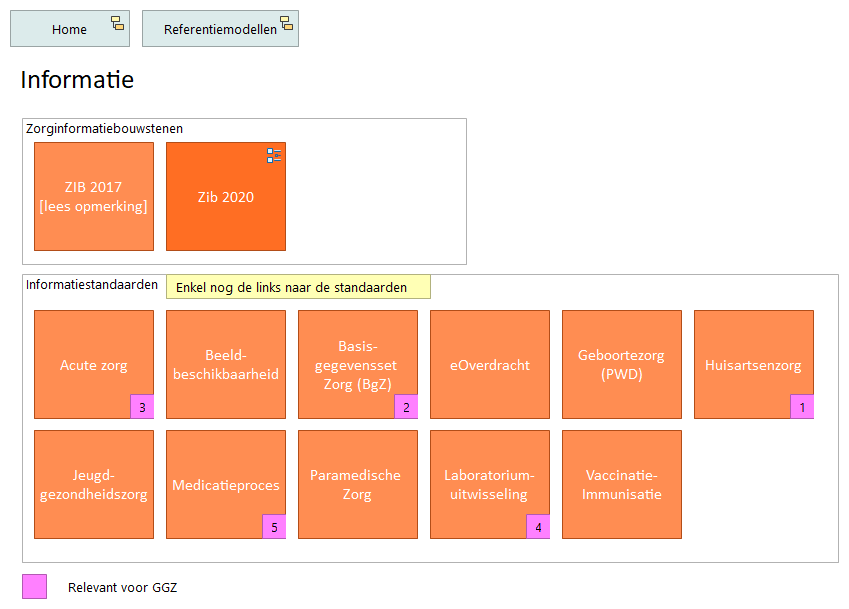 Home
Referentiemodellen
Informatie
Zorginformatiebouwstenen
ZIB 2017
[lees opmerking]
Zib 2020
Informatiestandaarden
Enkel nog de links naar de standaarden
Acute zorg
3
Beeld-
beschikbaarheid
Basis-
gegevensset
Zorg (BgZ)
2
eOverdracht
Geboortezorg
(PWD)
Huisartsenzorg
1
Jeugd-
gezondheidszorg
Medicatieproces
5
Paramedische
Zorg
Laboratorium-
uitwisseling
4
Vaccinatie-
Immunisatie
Relevant voor GGZ